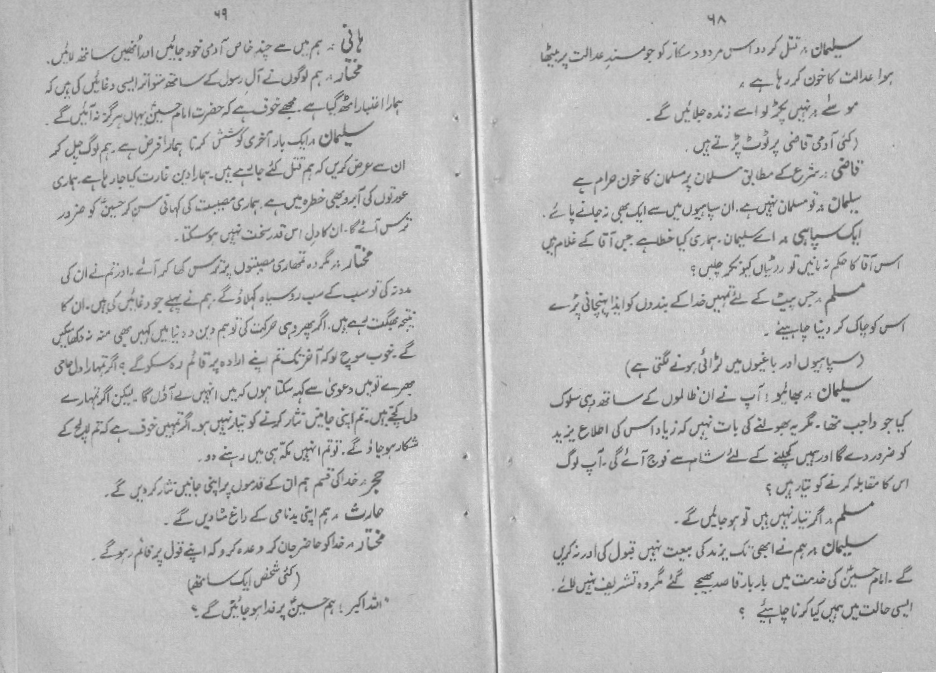 ۶۸
سلیمان :۔ قتل کردو اس مردود مکار کو جو مسند عدالت پر بیٹھا
ہوا عدالت کا خون کر رہا ہے ۔
موسےٰ :۔ نہیں پکڑ لو اسے زندہ جلائیں گے ۔
(کئی آدمی قاضی پر ٹوٹ پڑتے ہیں)
قاضی :۔ شرع کے مطابق مسلمان پر مسلمان کا خون حرام ہے
سلیمان :۔ تو مسلمان نہیں ہے ۔ ان سپاہیوں میں سے ایک بھی نہ جانے پائے ۔
ایک سپاہی :۔ اے سلیمان ۔ ہماری کیا خطا ہے جس آقا کے غلام ہیں
اس آقا کا حکم نہ مانیں تو روٹیاں کیونکر چلیں ؟
مسلم :۔ جس پیٹ کے لئے تمہیں خدا کے بندوں کو ایذا پہنچانی پڑے
اس کو چاک کر دینا چاہیئے ۔
(سپاہیوں اور باغیوں میں لڑائی ہونے لگتی ہے)
سلیمان :۔ بھائیو ! آپ نے ان ظالموں کے ساتھ وہی سلوک
کیا جو واجب تھا ۔ مگر یہ بھولنے کی بات نہیں کہ زیاد اس کی اطلاع یزید
کو ضرور دے گا اور ہمیں کچلنے کے لئے شام سے فوج آئے گی ۔ آپ لوگ
اس کا مقابلہ کرنے کو تیار ہیں ؟
مسلم :۔ اگر تیار نہیں ہیں تو ہو جائیں گے ۔
سلیمان :۔ ہم نے ابھی تک یزید کی بیعت نہیں قبول کی اور نہ کریں
گے ۔ امام حسینؑ کی خدمت میں بار بار قاصد بھیجے گئے مگر وہ تشریف نہیں لائے ۔
ایسی حالت میں ہمیں کیا کرنا چاہیئے ؟
۶۹
ہانی :۔ ہم میں سے چند خاص آدمی خود جائیں اور اُنھیں ساتھ لائیں ۔
مختار :۔ ہم لوگوں نے آلِ رسول کے ساتھ متواتر ایسی دغائیں کی ہیں کہ
ہمارا اعتبار اٹھ گیا ہے ۔ مجھے خوف ہے کہ حضرت امام حسینؑ یہاں ہرگز نہ آئیں گے ۔
سلیمان :۔ ایک بار آخری کوشش کرنا ہمارا فرض ہے ۔ ہم لوگ چل کر
ان سے عرض کریں کہ ہم قتل کئے جا رہے ہیں ۔ ہمارا دین غارت کیا جا رہا ہے ۔ ہماری
عورتوں کی آبرو بھی خطرہ میں ہے ۔ ہماری مصیبت کی کہانی سن کر حسینؑ کو ضرور
ترس آئے گا ۔ ان کا دل اس قدر سخت نہیں ہو سکتا ۔
مختار :۔ مگر وہ تمھاری مصیبتوں پر ترس کھا کر آئے ۔ اور تم نے ان کی
مدد نہ کی تو سب کے سب روسیاہ کہلاؤ گے ۔ ہم نے پہلے جو دغائیں کی ہیں ۔ ان کا
نتیجہ بھگت رہے ہیں ۔ اگر پھر وہی حرکت کی تو ہم دین و دنیا میں کہیں بھی منہ نہ دکھا سکیں
گے ۔ خوب سوچ لو کہ آخر تک تم اپنے ارادہ پر قائم رہ سکو گے ؟ اگر تمہارا دل حامی
بھرے تو میں دعویٰ سے کہہ سکتا ہوں کہ میں انہیں لے آؤں گا ۔ لیکن اگر تمہارے
دل کچے ہیں ۔ تم اپنی جانیں نثار کرنے کو تیار نہیں ہو ۔ اگر تمہیں خوف ہے کہ تم لالچ کے
شکار ہو جاؤ گے ۔ تو تم انہیں مکہ ہی میں رہنے دو ۔
حجر :۔ خدا کی قسم ہم ان کے قدموں پر اپنی جانیں نثار کر دیں گے ۔
حارث :۔ ہم اپنی بدنامی کے داغ مٹا دیں گے ۔
مختار :۔ خدا کو حاضر جان کر وعدہ کرو کہ اپنے قول پر قائم رہو گے ۔
(کئی شخص ایک ساتھ)
اللہ اکبر ! ہم حسینؑ پر فدا ہو جائیں گے ؟